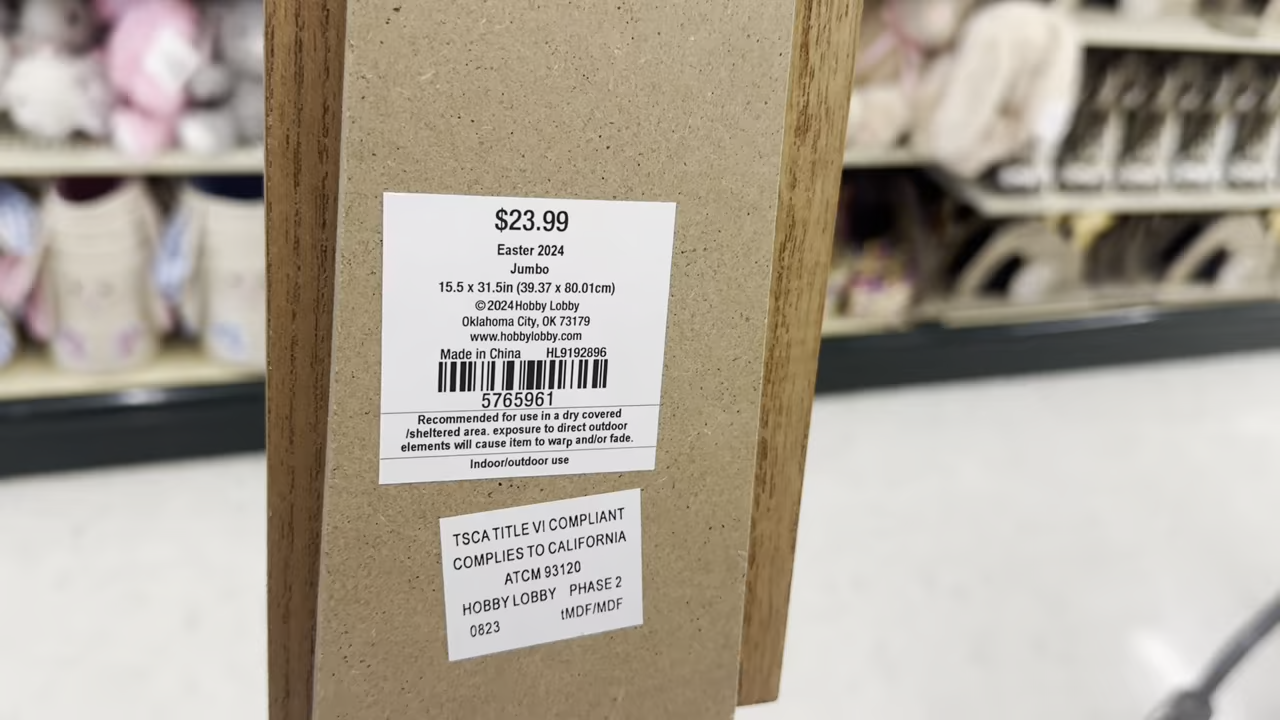 $23.99
Easter 2024
Jumbo
15.5 x 31.5in (39.37 x 80.01cm)
©2024 Hobby Lobby
Oklahoma City, OK 73179
www.hobbylobby.com
Made in China HL9192896
5765961
Recommended for use in a dry covered
/sheltered area. exposure to direct outdoor
elements will cause item to warp and/or fade.
Indoor/outdoor use
TSCA TITLE VI COMPLIANT
COMPLIES TO CALIFORNIA
ATCM 93120
HOBBY LOBBY PHASE 2
0823 tMDF/MDF